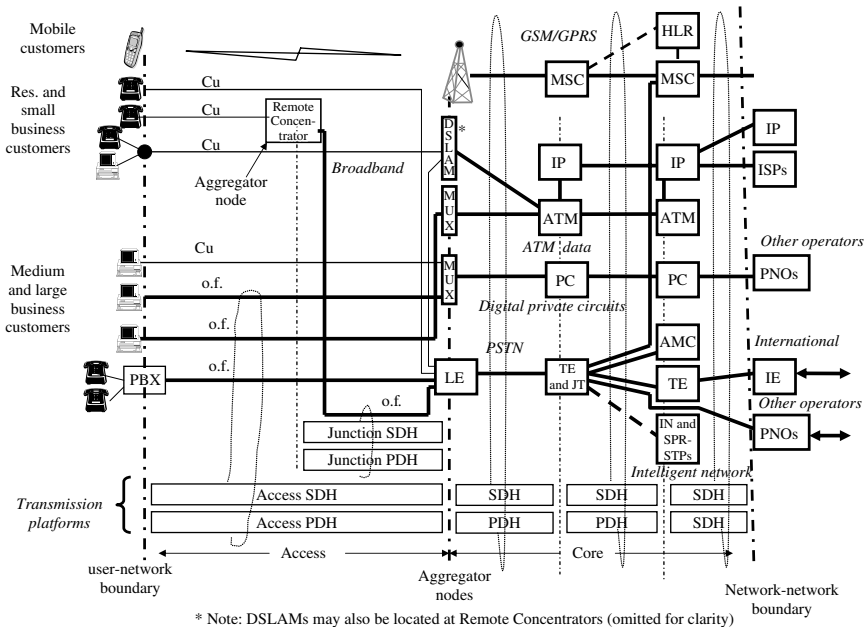 Mobile
customers
GSM/GPRS
HLR
MSC
MSC
Res. and
small
business
customers
Cu
Cu
Cu
Remote
Concen-
trator
Aggregator
node
Broadband
DSLAM
*
IP
IP
IP
ISPs
MUX
ATM
ATM
ATM data
Medium
and large
business
customers
Cu
o.f.
o.f.
o.f.
o.f.
MUX
PC
PC
Digital private circuits
Other operators
PNOs
PSTN
PBX
LE
TE
and JT
AMC
TE
International
IE
Other operators
PNOs
IN and
SPR-
STPs
Intelligent network
Junction SDH
Junction PDH
Transmission
platforms
Access SDH
SDH
SDH
SDH
Access PDH
PDH
PDH
SDH
Access
Core
user-network
boundary
Aggregator
nodes
Network-network
boundary
* Note: DSLAMs may also be located at Remote Concentrators (omitted for clarity)